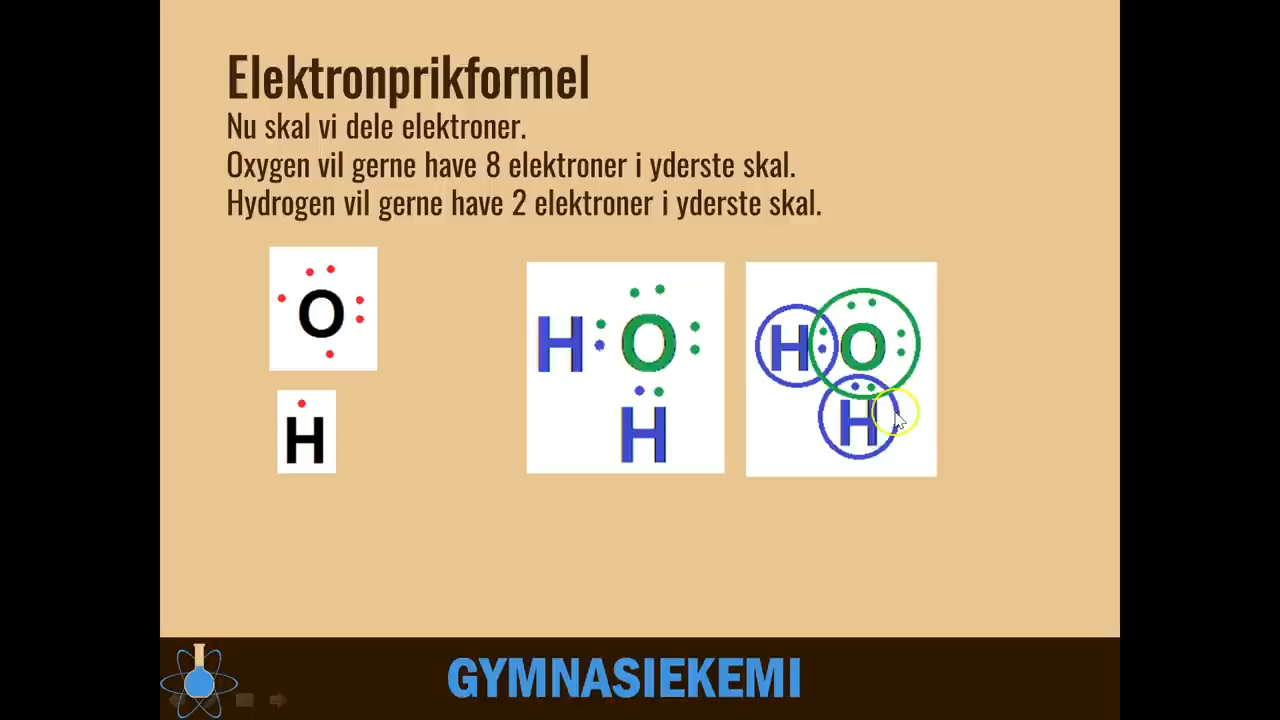 Elektronprikformel
Nu skal vi dele elektroner.
Oxygen vil gerne have 8 elektroner i yderste skal.
Hydrogen vil gerne have 2 elektroner i yderste skal.
O
H
H O
H
H O
H
GYMNASIEKEMI